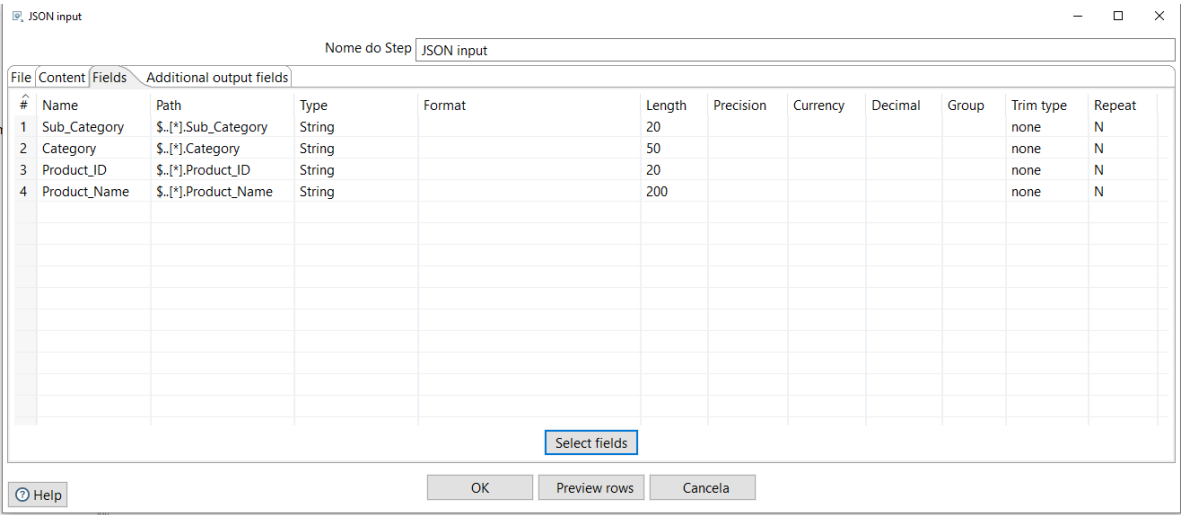 JSON input
Nome do Step JSON input
File Content Fields Additional output fields
# Name Path Type Format Length Precision Currency Decimal Group Trim type Repeat
1 Sub_Category $..[*].Sub_Category String 20 none N
2 Category $..[*].Category String 50 none N
3 Product_ID $..[*].Product_ID String 20 none N
4 Product_Name $..[*].Product_Name String 200 none N
Select fields
Help OK Preview rows Cancela